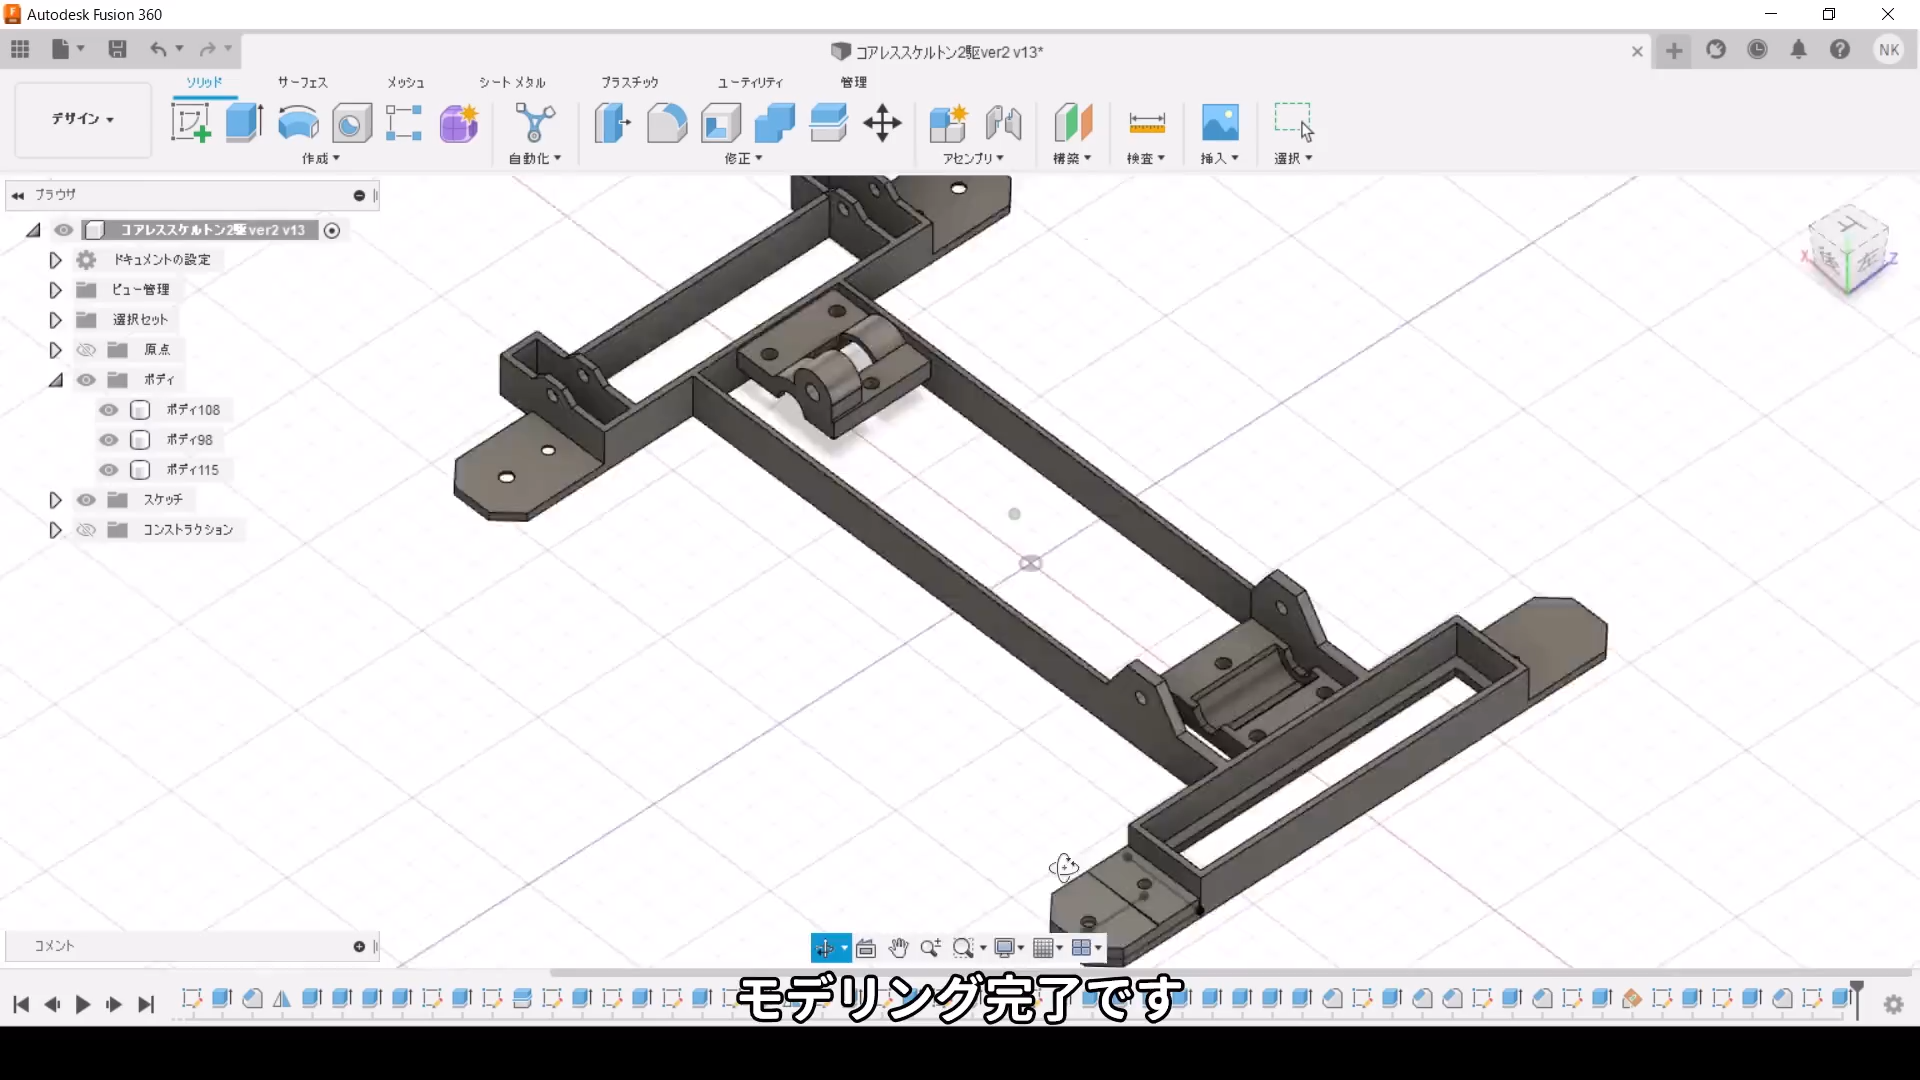 Autodesk Fusion 360
コアレススケルトン2駆ver2 v13*
NK
デザイン
ソリッド
サーフェス
メッシュ
シート メタル
プラスチック
ユーティリティ
管理
作成
自動化
修正
アセンブリ
構築
検査
挿入
選択
ブラウザ
コアレススケルトン2駆ver2 v13
ドキュメントの設定
ビュー管理
選択セット
原点
ボディ
ボディ108
ボディ98
ボディ115
スケッチ
コンストラクション
X
Z
上
左
コメント
モデリング完了です